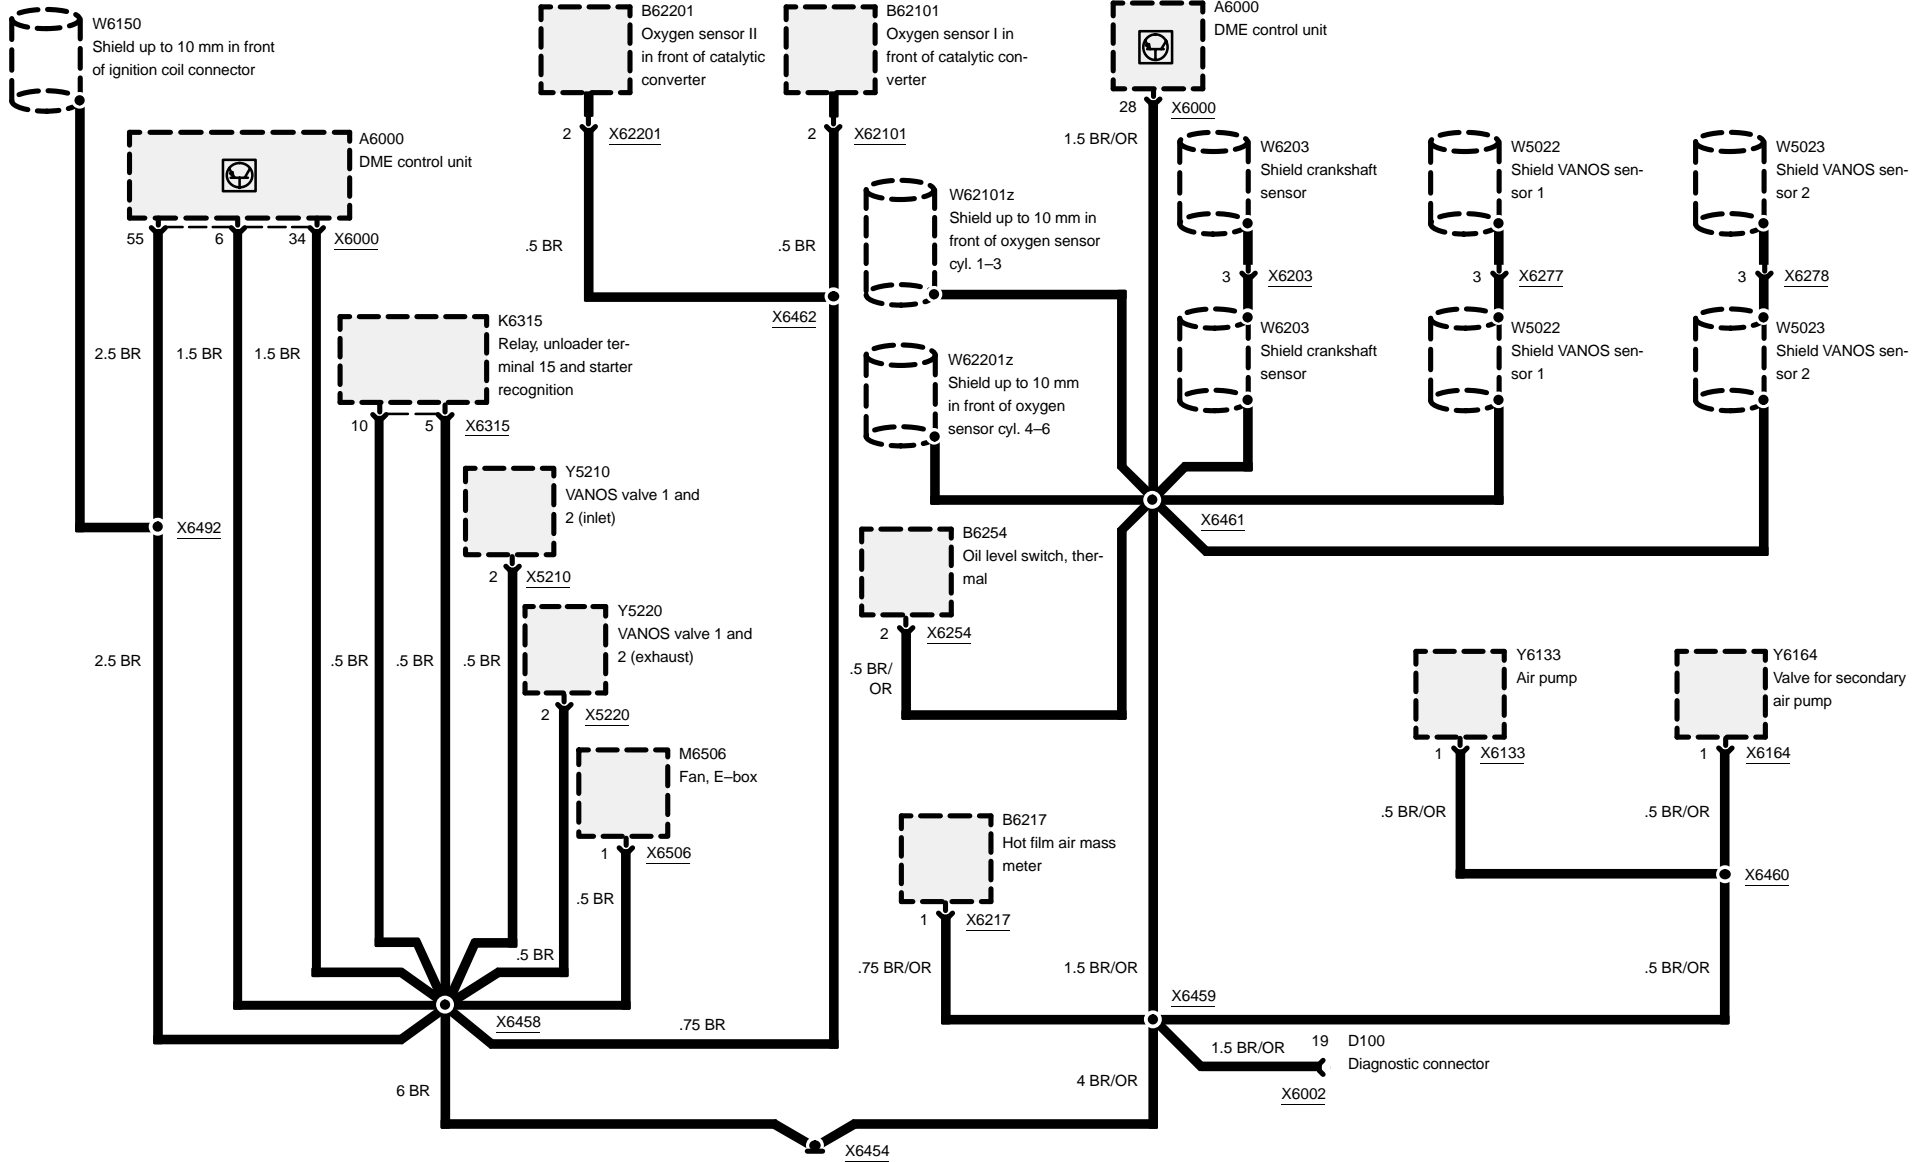 W6150
Shield up to 10 mm in front
of ignition coil connector
B62201
Oxygen sensor II
in front of catalytic
converter
2
X62201
.5 BR
B62101
Oxygen sensor I in
front of catalytic con-
verter
2
X62101
.5 BR
X6462
A6000
DME control unit
28
X6000
1.5 BR/OR
A6000
DME control unit
55
6
34
X6000
2.5 BR
1.5 BR
1.5 BR
K6315
Relay, unloader ter-
minal 15 and starter
recognition
10
5
X6315
W62101z
Shield up to 10 mm in
front of oxygen sensor
cyl. 1–3
W62201z
Shield up to 10 mm
in front of oxygen
sensor cyl. 4–6
W6203
Shield crankshaft
sensor
3
X6203
W6203
Shield crankshaft
sensor
W5022
Shield VANOS sen-
sor 1
3
X6277
W5022
Shield VANOS sen-
sor 1
W5023
Shield VANOS sen-
sor 2
3
X6278
W5023
Shield VANOS sen-
sor 2
X6461
X6492
Y5210
VANOS valve 1 and
2 (inlet)
2
X5210
Y5220
VANOS valve 1 and
2 (exhaust)
2
X5220
2.5 BR
.5 BR
.5 BR
.5 BR
M6506
Fan, E–box
1
X6506
.5 BR
.5 BR
B6254
Oil level switch, ther-
mal
2
X6254
.5 BR/
OR
Y6133
Air pump
1
X6133
.5 BR/OR
Y6164
Valve for secondary
air pump
1
X6164
.5 BR/OR
X6460
B6217
Hot film air mass
meter
1
X6217
.75 BR/OR
1.5 BR/OR
.5 BR/OR
X6459
X6458
.75 BR
1.5 BR/OR
19
D100
Diagnostic connector
X6002
6 BR
4 BR/OR
X6454